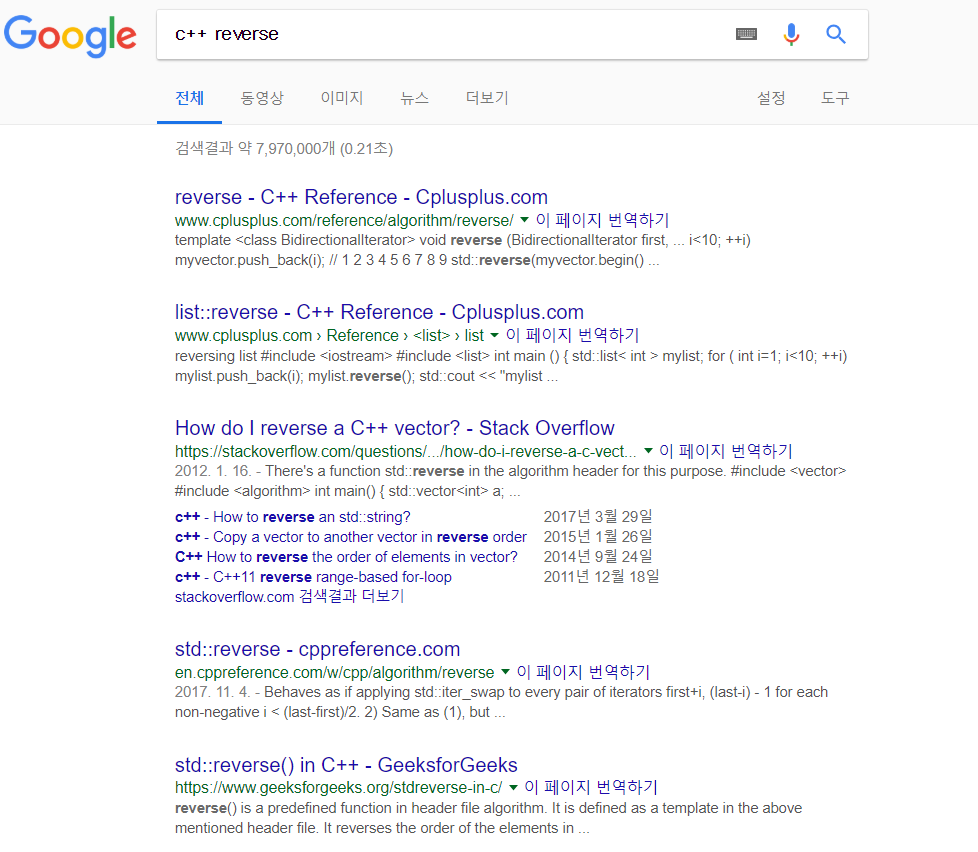 Google
c++ reverse
전체 동영상 이미지 뉴스 더보기 설정 도구
검색결과 약 7,970,000개 (0.21초)
reverse - C++ Reference - Cplusplus.com
www.cplusplus.com/reference/algorithm/reverse/ ▼ 이 페이지 번역하기
template <class BidirectionalIterator> void reverse (BidirectionalIterator first, ... i<10; ++i)
myvector.push_back(i); // 1 2 3 4 5 6 7 8 9 std::reverse(myvector.begin() ...
list::reverse - C++ Reference - Cplusplus.com
www.cplusplus.com › Reference › <list> › list ▼ 이 페이지 번역하기
reversing list #include <iostream> #include <list> int main () { std::list< int > mylist; for ( int i=1; i<10; ++i)
mylist.push_back(i); mylist.reverse(); std::cout << "mylist ...
How do I reverse a C++ vector? - Stack Overflow
https://stackoverflow.com/questions/.../how-do-i-reverse-a-c-vect... ▼ 이 페이지 번역하기
2012. 1. 16. - There's a function std::reverse in the algorithm header for this purpose. #include <vector>
#include <algorithm> int main() { std::vector<int> a; ...
c++ - How to reverse an std::string? 2017년 3월 29일
c++ - Copy a vector to another vector in reverse order 2015년 1월 26일
C++ How to reverse the order of elements in vector? 2014년 9월 24일
c++ - C++11 reverse range-based for-loop 2011년 12월 18일
stackoverflow.com 검색결과 더보기
std::reverse - cppreference.com
en.cppreference.com/w/cpp/algorithm/reverse ▼ 이 페이지 번역하기
2017. 11. 4. - Behaves as if applying std::iter_swap to every pair of iterators first+i, (last-i) - 1 for each
non-negative i < (last-first)/2. 2) Same as (1), but ...
std::reverse() in C++ - GeeksforGeeks
https://www.geeksforgeeks.org/stdreverse-in-c/ ▼ 이 페이지 번역하기
reverse() is a predefined function in header file algorithm. It is defined as a template in the above
mentioned header file. It reverses the order of the elements in ...